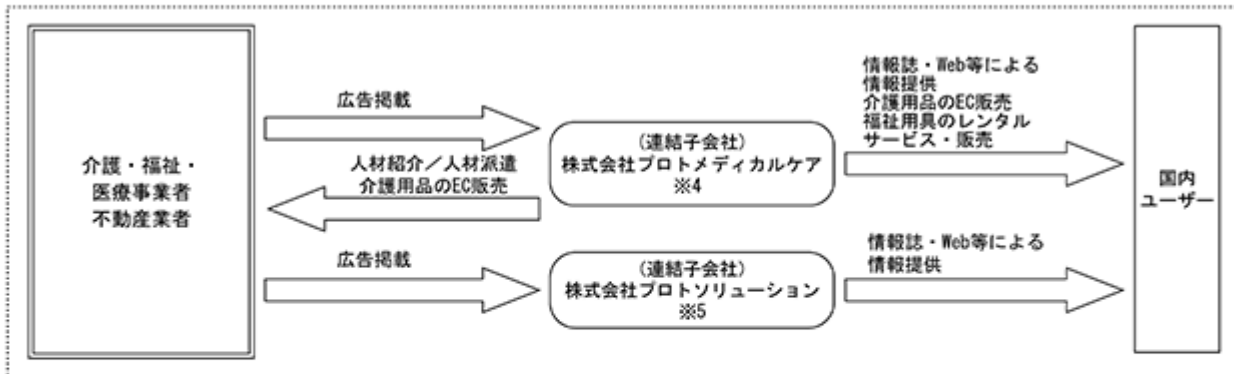 介護・福祉・
医療事業者
不動産業者
広告掲載
人材紹介／人材派遣
介護用品のEC販売
広告掲載
(連結子会社)
株式会社プロトメディカルケア
※4
(連結子会社)
株式会社プロトソリューション
※5
情報誌・Web等による
情報提供
介護用品のEC販売
福祉用具のレンタル
サービス・販売
情報誌・Web等による
情報提供
国内
ユーザー